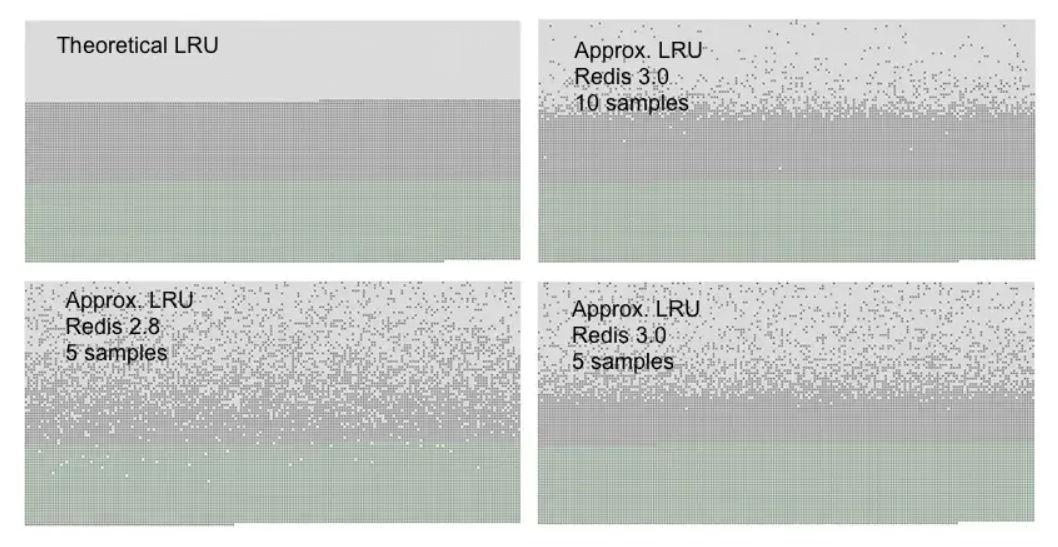 Theoretical LRU
Approx. LRU
Redis 3.0
10 samples
Approx. LRU
Redis 2.8
5 samples
Approx. LRU
Redis 3.0
5 samples